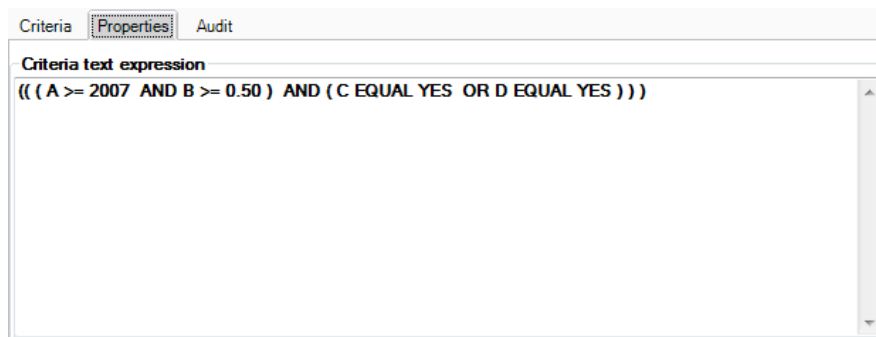 Criteria Properties Audit
Criteria text expression
(( ( A >= 2007 AND B >= 0.50 ) AND ( C EQUAL YES OR D EQUAL YES ) ) )